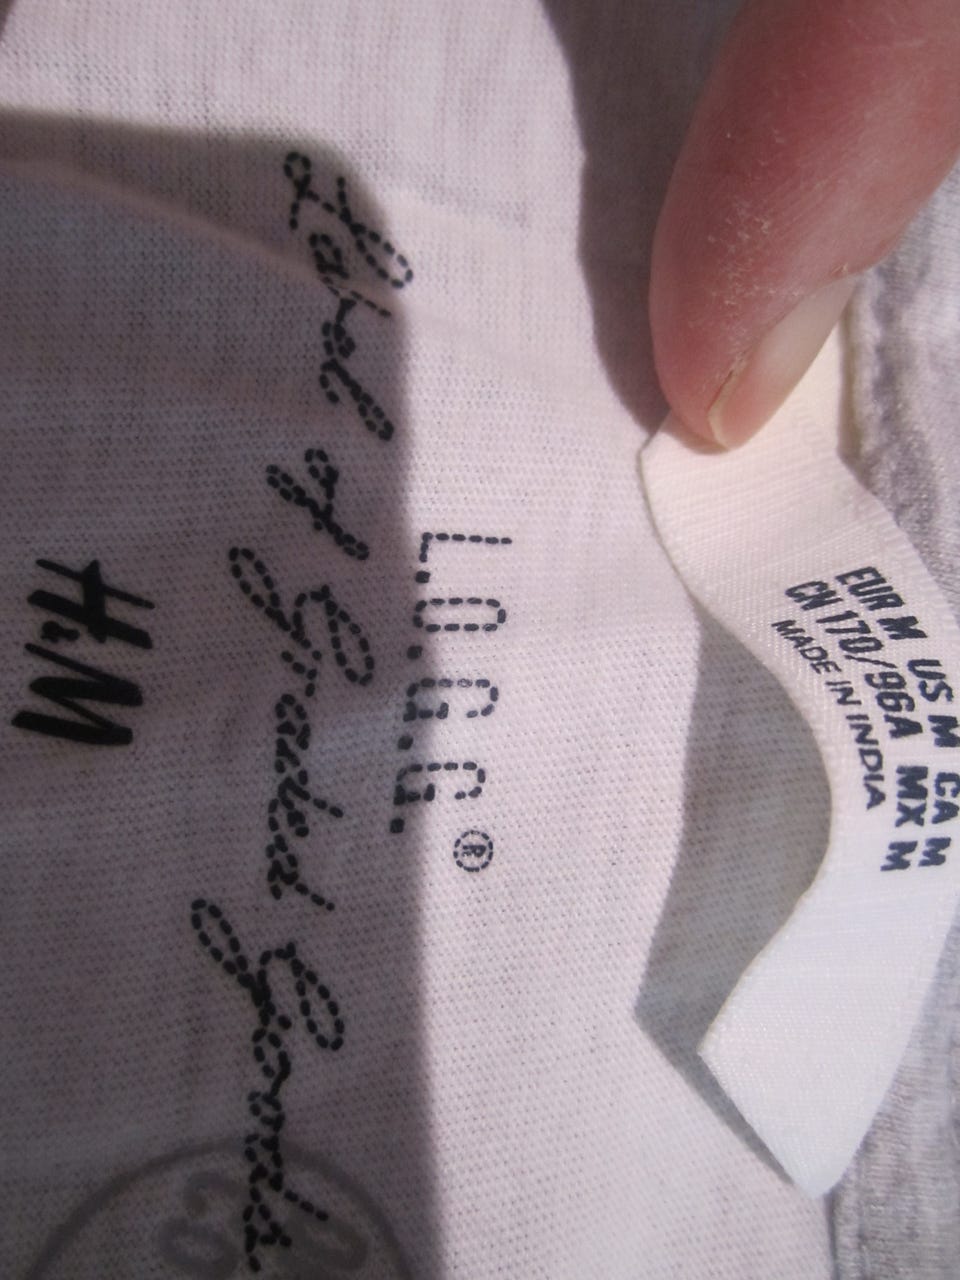 EUR M US M CA M
CN 170/96A MX M
MADE IN INDIA
L.O.G.G.®
Label of Graded Goods
H&M